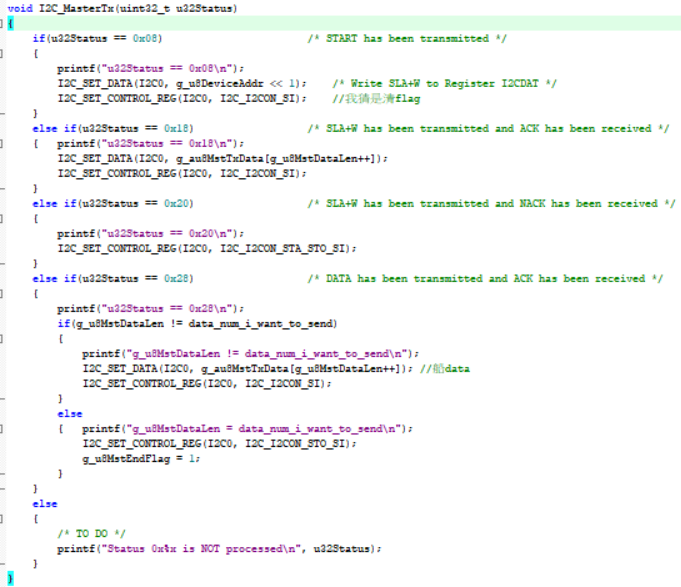 void I2C_MasterTx(uint32_t u32Status)
{
    if(u32Status == 0x08)                       /* START has been transmitted */
    {
        printf("u32Status == 0x08\n");
        I2C_SET_DATA(I2C0, g_u8DeviceAddr << 1);    /* Write SLA+W to Register I2CDAT */
        I2C_SET_CONTROL_REG(I2C0, I2C_I2CON_SI);    //我猜是清flag
    }
    else if(u32Status == 0x18)                  /* SLA+W has been transmitted and ACK has been received */
    {   printf("u32Status == 0x18\n");
        I2C_SET_DATA(I2C0, g_au8MstTxData[g_u8MstDataLen++]);
        I2C_SET_CONTROL_REG(I2C0, I2C_I2CON_SI);
    }
    else if(u32Status == 0x20)                  /* SLA+W has been transmitted and NACK has been received */
    {
        printf("u32Status == 0x20\n");
        I2C_SET_CONTROL_REG(I2C0, I2C_I2CON_STA_STO_SI);
    }
    else if(u32Status == 0x28)                  /* DATA has been transmitted and ACK has been received */
    {
        printf("u32Status == 0x28\n");
        if(g_u8MstDataLen != data_num_i_want_to_send)
        {
            printf("g_u8MstDataLen != data_num_i_want_to_send\n");
            I2C_SET_DATA(I2C0, g_au8MstTxData[g_u8MstDataLen++]); //船data
            I2C_SET_CONTROL_REG(I2C0, I2C_I2CON_SI);
        }
        else
        {   printf("g_u8MstDataLen = data_num_i_want_to_send\n");
            I2C_SET_CONTROL_REG(I2C0, I2C_I2CON_STO_SI);
            g_u8MstEndFlag = 1;
        }
    }
    else
    {
        /* TO DO */
        printf("Status 0x%x is NOT processed\n", u32Status);
    }
}